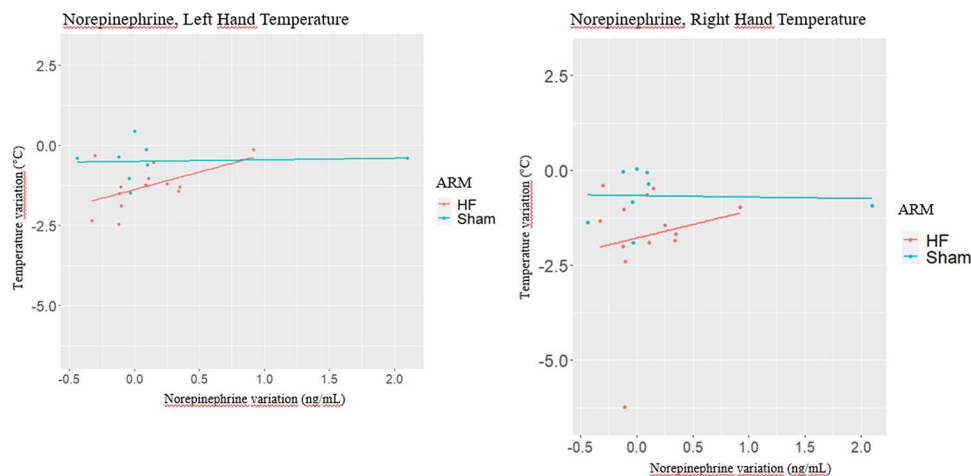 Norepinephrine, Left Hand Temperature
2.5
0.0
-2.5
-5.0
Temperature variation (°C)
-0.5 0.0 0.5 1.0 1.5 2.0
Norepinephrine variation (ng/mL)
ARM
HF
Sham
Norepinephrine, Right Hand Temperature
2.5
0.0
-2.5
-5.0
Temperature variation (°C)
-0.5 0.0 0.5 1.0 1.5 2.0
Norepinephrine variation (ng/mL)
ARM
HF
Sham